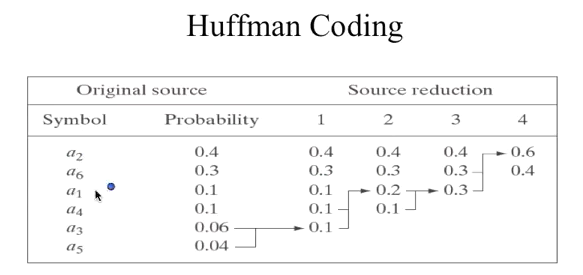 Huffman Coding
Original source Source reduction
Symbol Probability 1 2 3 4
a₂ 0.4 0.4 0.4 0.4 0.6
a₆ 0.3 0.3 0.3 0.3 0.4
a₁ 0.1 0.1 0.2 0.3
a₄ 0.1 0.1 0.1
a₃ 0.06 0.1
a₅ 0.04